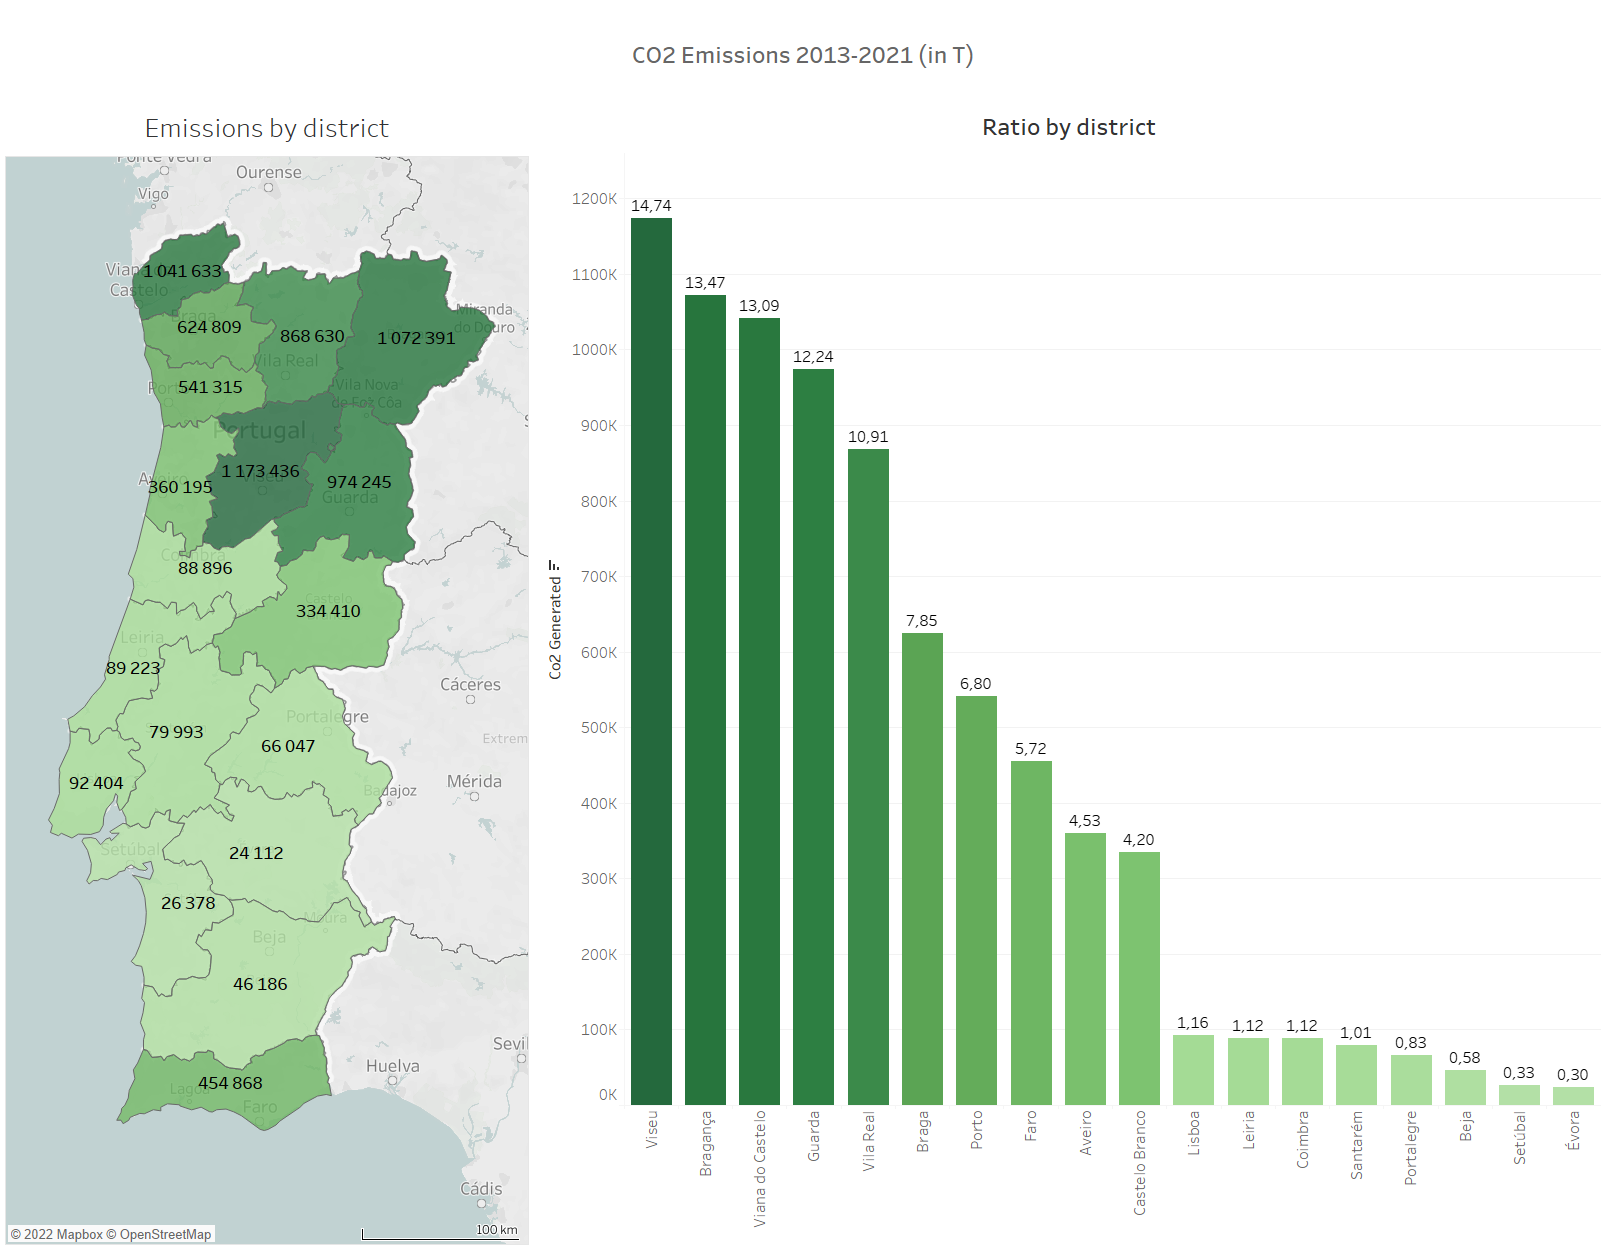 CO2 Emissions 2013-2021 (in T)
Emissions by district
Ponte Vedra
Ourense
Vigo
1 041 633
Castelo
Braga
624 809
868 630
1 072 391
Miranda
do Douro
Vila Real
541 315
Vila Nova
de Foz Côa
Portugal
1 173 436
Viseu
360 195
974 245
Guarda
Coimbra
88 896
Castelo
334 410
Leiria
89 223
Cáceres
Portalegre
79 993
66 047
Extrem
92 404
Mérida
Badajoz
Setúbal
24 112
26 378
Moura
Beja
46 186
Sevil
Huelva
454 868
Lagoa
Faro
Cádis
© 2022 Mapbox © OpenStreetMap
100 km
Ratio by district
Co2 Generated
1200K
1100K
1000K
900K
800K
700K
600K
500K
400K
300K
200K
100K
0K
14,74
13,47
13,09
12,24
10,91
7,85
6,80
5,72
4,53
4,20
1,16
1,12
1,12
1,01
0,83
0,58
0,33
0,30
Viseu
Bragança
Viana do Castelo
Guarda
Vila Real
Braga
Porto
Faro
Aveiro
Castelo Branco
Lisboa
Leiria
Coimbra
Santarém
Portalegre
Beja
Setúbal
Évora